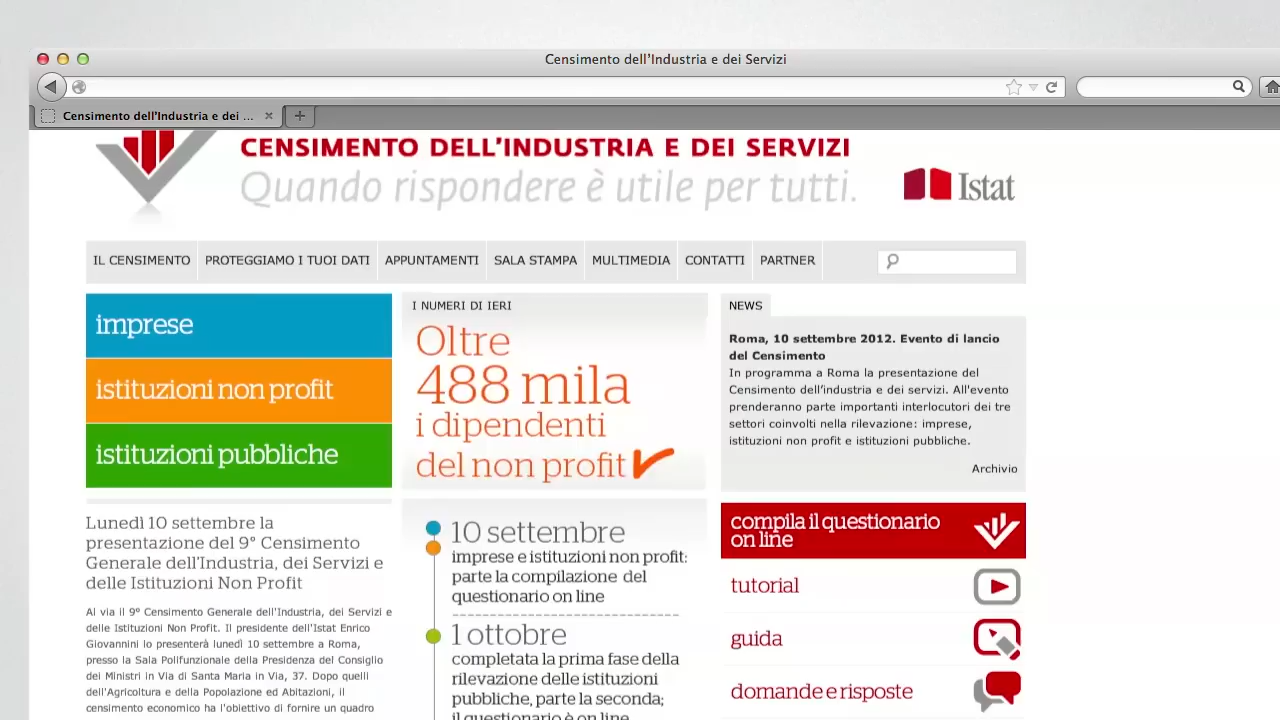 Censimento dell'Industria e dei Servizi
Censimento dell'Industria e dei ...
CENSIMENTO DELL'INDUSTRIA E DEI SERVIZI
Quando rispondere è utile per tutti.
Istat
IL CENSIMENTO
PROTEGGIAMO I TUOI DATI
APPUNTAMENTI
SALA STAMPA
MULTIMEDIA
CONTATTI
PARTNER
imprese
istituzioni non profit
istituzioni pubbliche
I NUMERI DI IERI
Oltre
488 mila
i dipendenti
del non profit
NEWS
Roma, 10 settembre 2012. Evento di lancio
del Censimento
In programma a Roma la presentazione del
Censimento dell'industria e dei servizi. All'evento
prenderanno parte importanti interlocutori dei tre
settori coinvolti nella rilevazione: imprese,
istituzioni non profit e istituzioni pubbliche.
Archivio
Lunedì 10 settembre la
presentazione del 9° Censimento
Generale dell'Industria, dei Servizi e
delle Istituzioni Non Profit
Al via il 9° Censimento Generale dell'Industria, dei Servizi e
delle Istituzioni Non Profit. Il presidente dell'Istat Enrico
Giovannini lo presenterà lunedì 10 settembre a Roma,
presso la Sala Polifunzionale della Presidenza del Consiglio
dei Ministri in Via di Santa Maria in Via, 37. Dopo quelli
dell'Agricoltura e della Popolazione ed Abitazioni, il
censimento economico ha l'obiettivo di fornire un quadro
10 settembre
imprese e istituzioni non profit:
parte la compilazione del
questionario on line
1 ottobre
completata la prima fase della
rilevazione delle istituzioni
pubbliche, parte la seconda;
il questionario è on line
compila il questionario
on line
tutorial
guida
domande e risposte